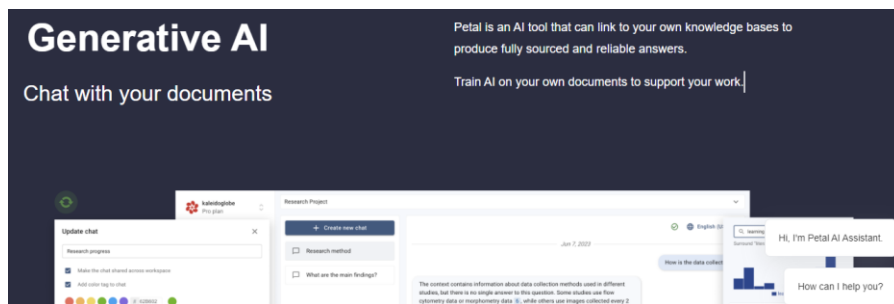 Generative AI
Chat with your documents
Petal is an AI tool that can link to your own knowledge bases to
produce fully sourced and reliable answers.
Train AI on your own documents to support your work.
kaleidoglobe
Pro plan
Update chat
Research progress
Make the chat shared across workspace
Add color tag to chat
Research Project
+ Create new chat
Research method
What are the main findings?
English (U
Jun 7, 2022
How is the data collect
The context contains information about data collection methods used in different
studies, but there is no single answer to this question. Some studies use flow
cytometry data or morphometry data, while others use images collected every 2
learning
Hi, I'm Petal AI Assistant.
How can I help you?